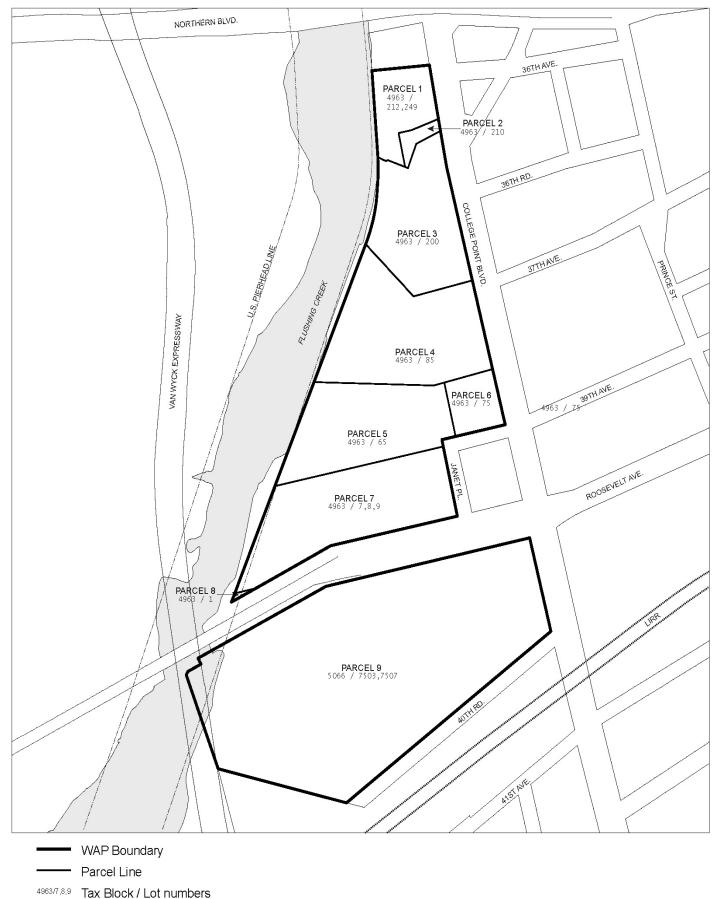 NORTHERN BLVD.
36TH AVE.
PARCEL 1
4963 /
212,249
PARCEL 2
4963 / 210
36TH RD.
COLLEGE POINT BLVD.
PARCEL 3
4963 / 200
U.S. PIERHEAD LINE
37TH AVE.
PRINCE ST.
FLUSHING CREEK
VAN WYCK EXPRESSWAY
PARCEL 4
4963 / 85
PARCEL 6
4963 / 75
39TH AVE.
4963 / 75
PARCEL 5
4963 / 65
JANET PL.
ROOSEVELT AVE.
PARCEL 7
4963 / 7,8,9
PARCEL 8
4963 / 1
LIRR
PARCEL 9
5066 / 7503,7507
40TH RD.
41ST AVE.
WAP Boundary
Parcel Line
4963/7,8,9 Tax Block / Lot numbers